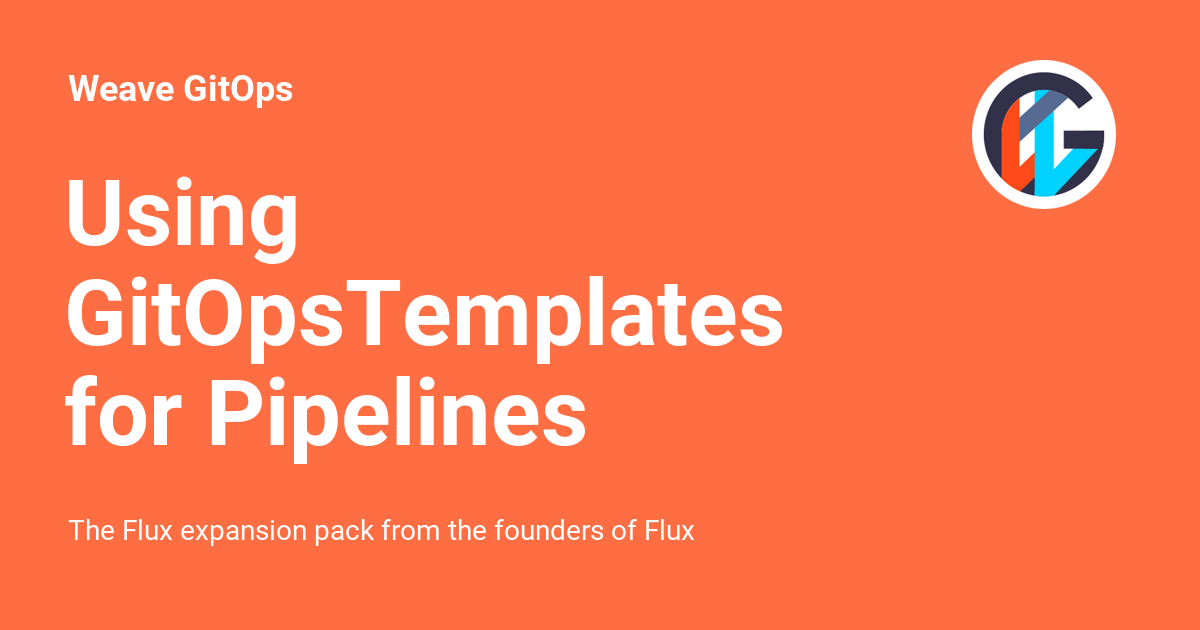 Weave GitOps
Using
GitOpsTemplates
for Pipelines
The Flux expansion pack from the founders of Flux